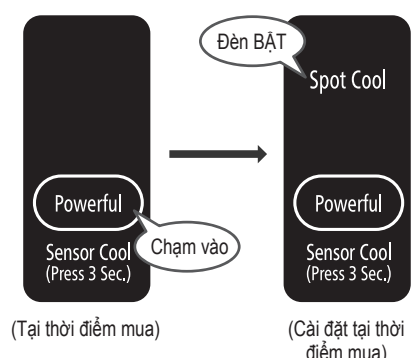 Đèn BẬT
Spot Cool
Powerful
Chạm vào
Sensor Cool
(Press 3 Sec.)
(Tại thời điểm mua)
Powerful
Sensor Cool
(Press 3 Sec.)
(Cài đặt tại thời
điểm mua)